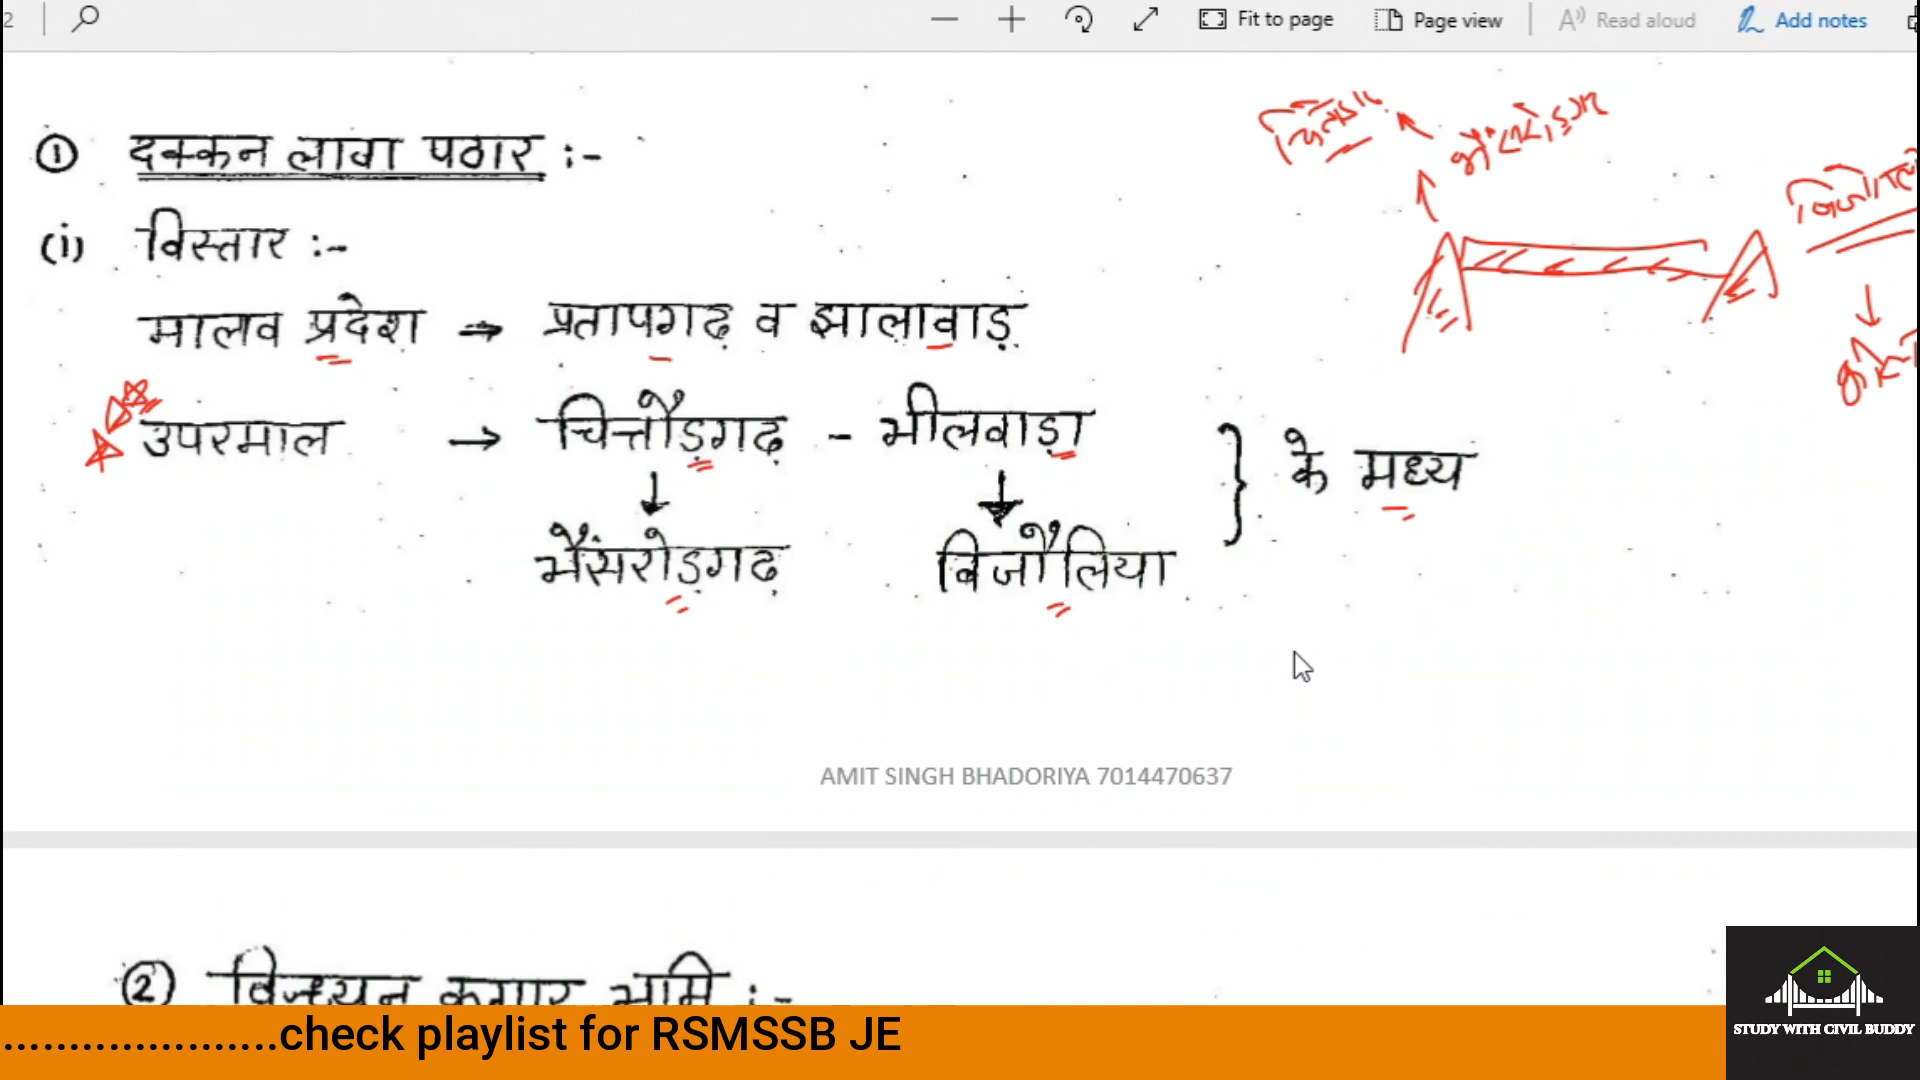 2
Fit to page
Page view
Read aloud
Add notes
① दक्कन लावा पठार :-
(i) विस्तार :-
मालव प्रदेश → प्रतापगढ़ व झालावाड़
उपरमाल → चित्तौड़गढ़ - भीलवाड़ा
} के मध्य
भैंसरोड़गढ़ बिजौलिया
AMIT SINGH BHADORIYA 7014470637
② विन्ध्यन कगार भूमि :-
.....................check playlist for RSMSSB JE
STUDY WITH CIVIL BUDDY